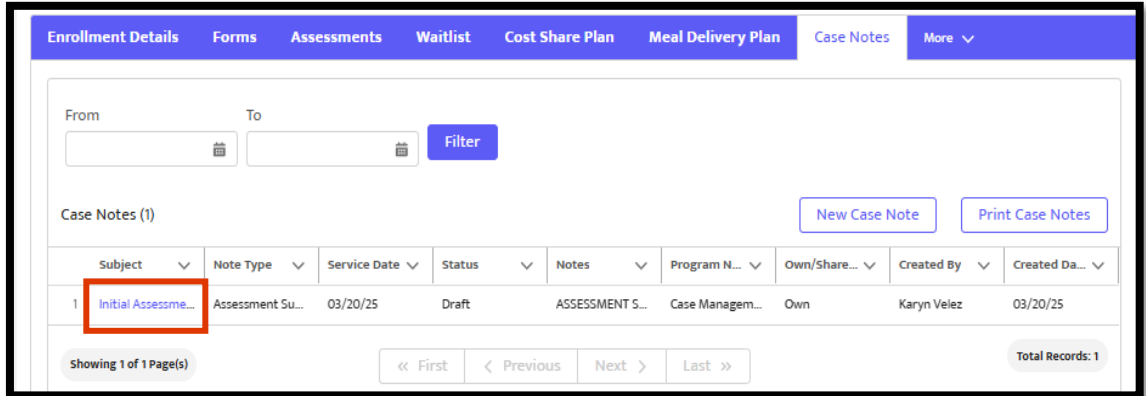 Enrollment Details Forms Assessments Waitlist Cost Share Plan Meal Delivery Plan Case Notes More
From To
Filter
Case Notes (1) New Case Note Print Case Notes
Subject Note Type Service Date Status Notes Program N... Own/Share... Created By Created Da...
1 Initial Assessme... Assessment Su... 03/20/25 Draft ASSESSMENT S... Case Managem... Own Karyn Velez 03/20/25
Showing 1 of 1 Page(s) « First < Previous Next > Last » Total Records: 1